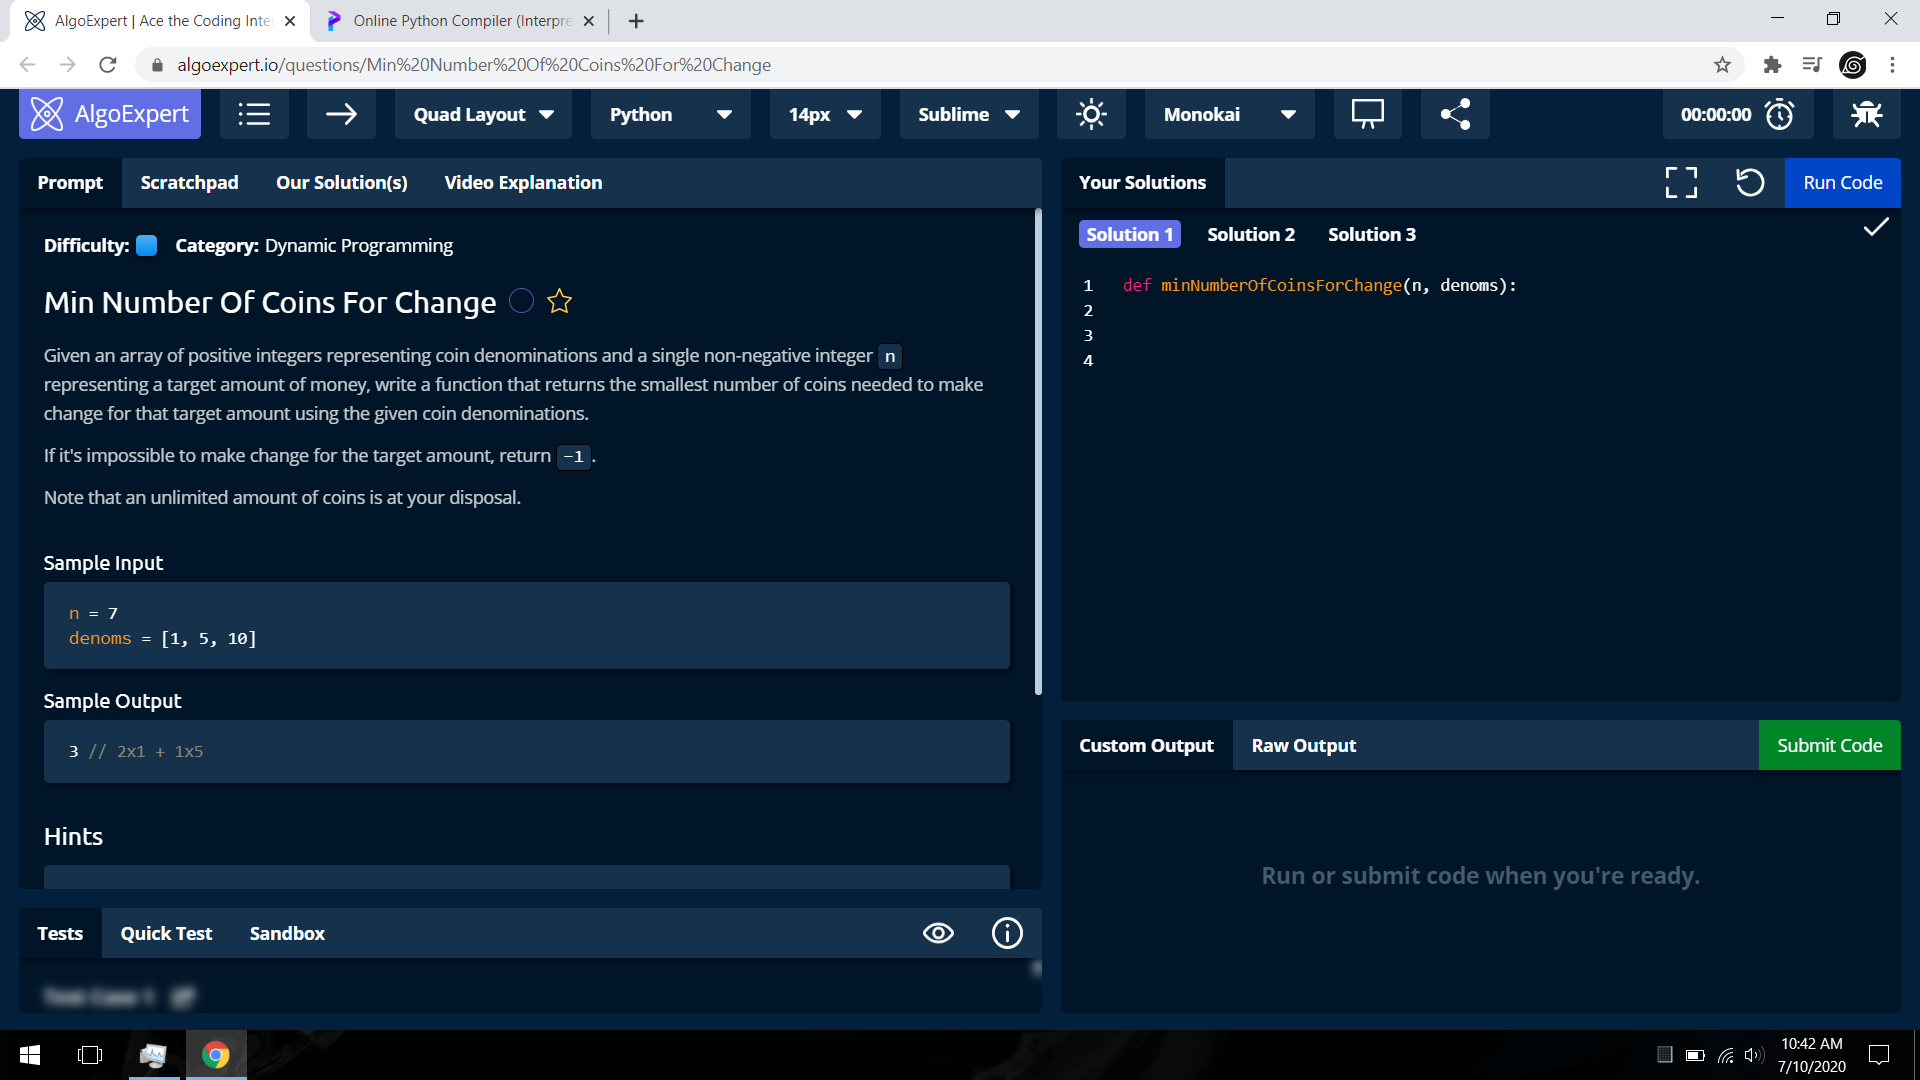 AlgoExpert | Ace the Coding Inte
Online Python Compiler (Interpre
algoexpert.io/questions/Min%20Number%20Of%20Coins%20For%20Change
AlgoExpert
Quad Layout
Python
14px
Sublime
Monokai
00:00:00
Prompt
Scratchpad
Our Solution(s)
Video Explanation
Difficulty: Category: Dynamic Programming
Min Number Of Coins For Change
Given an array of positive integers representing coin denominations and a single non-negative integer n
representing a target amount of money, write a function that returns the smallest number of coins needed to make
change for that target amount using the given coin denominations.
If it's impossible to make change for the target amount, return -1.
Note that an unlimited amount of coins is at your disposal.
Sample Input
n = 7
denoms = [1, 5, 10]
Sample Output
3 // 2x1 + 1x5
Hints
Tests
Quick Test
Sandbox
Test Case 1
Your Solutions
Run Code
Solution 1
Solution 2
Solution 3
1 def minNumberOfCoinsForChange(n, denoms):
2
3
4
Custom Output
Raw Output
Submit Code
Run or submit code when you're ready.
10:42 AM
7/10/2020